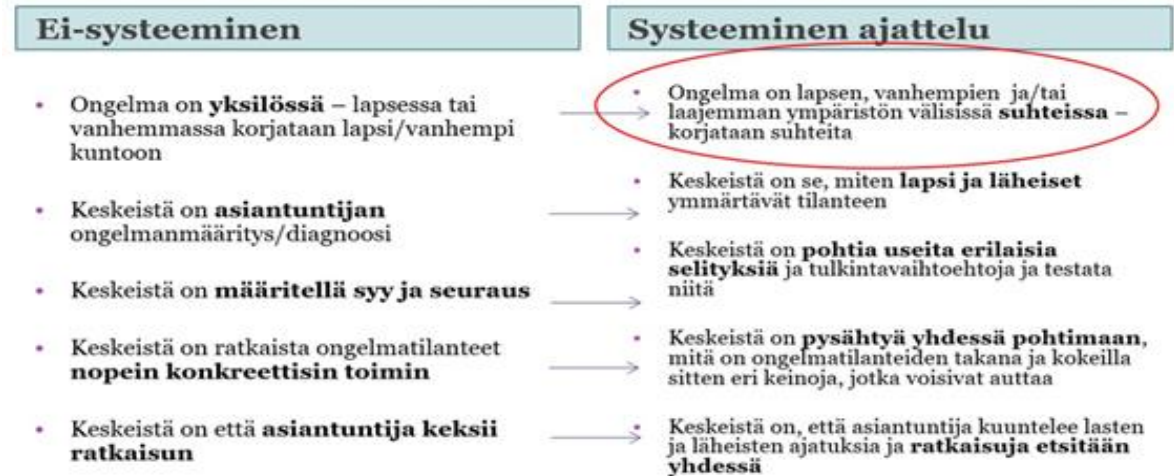 Ei-systeeminen
• Ongelma on yksilössä – lapsessa tai
vanhemmassa korjataan lapsi/vanhempi
kuntoon
• Keskeistä on asiantuntijan
ongelmanmääritys/diagnoosi
• Keskeistä on määritellä syy ja seuraus
• Keskeistä on ratkaista ongelmatilanteet
nopein konkreettisin toimin
• Keskeistä on että asiantuntija keksii
ratkaisun
Systeeminen ajattelu
• Ongelma on lapsen, vanhempien ja/tai
laajemman ympäristön välisissä suhteissa –
korjataan suhteita
• Keskeistä on se, miten lapsi ja läheiset
ymmärtävät tilanteen
• Keskeistä on pohtia useita erilaisia
selityksiä ja tulkintavaihtoehtoja ja testata
niitä
• Keskeistä on pysähtyä yhdessä pohtimaan,
mitä on ongelmatilanteiden takana ja kokeilla
sitten eri keinoja, jotka voisivat auttaa
• Keskeistä on, että asiantuntija kuuntelee lasten
ja läheisten ajatuksia ja ratkaisuja etsitään
yhdessä